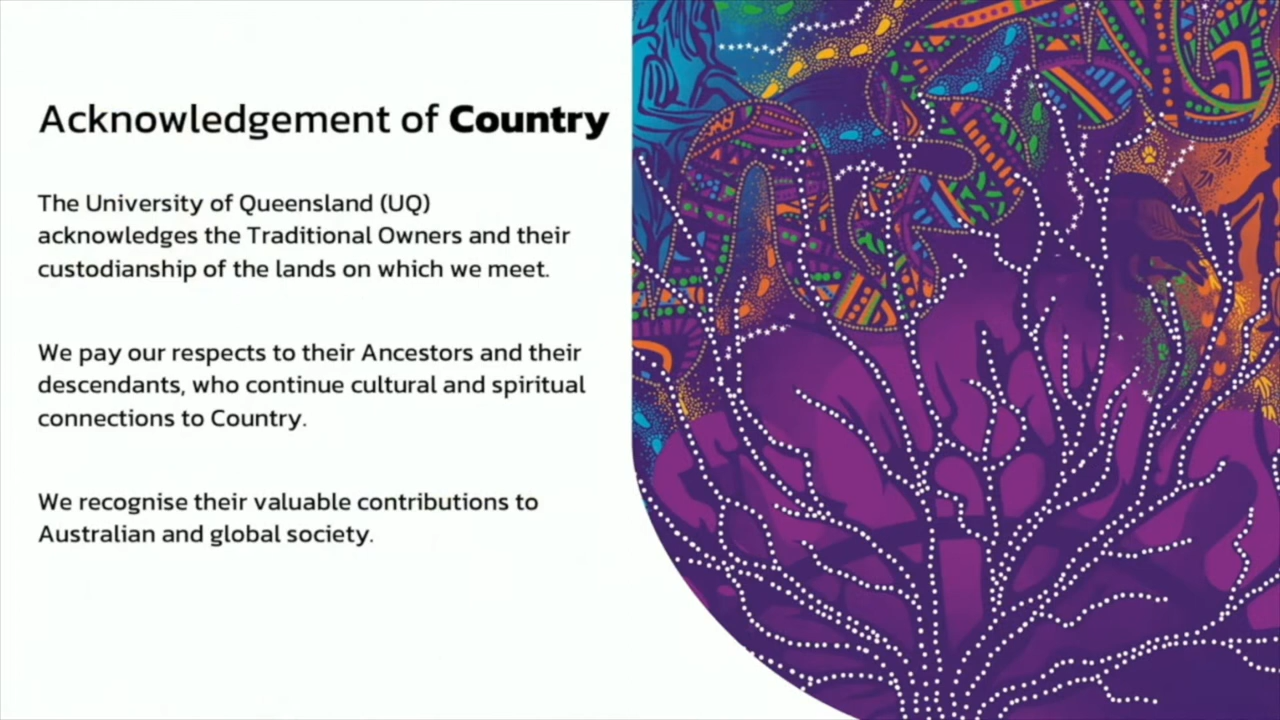 Acknowledgement of Country
The University of Queensland (UQ)
acknowledges the Traditional Owners and their
custodianship of the lands on which we meet.
We pay our respects to their Ancestors and their
descendants, who continue cultural and spiritual
connections to Country.
We recognise their valuable contributions to
Australian and global society.